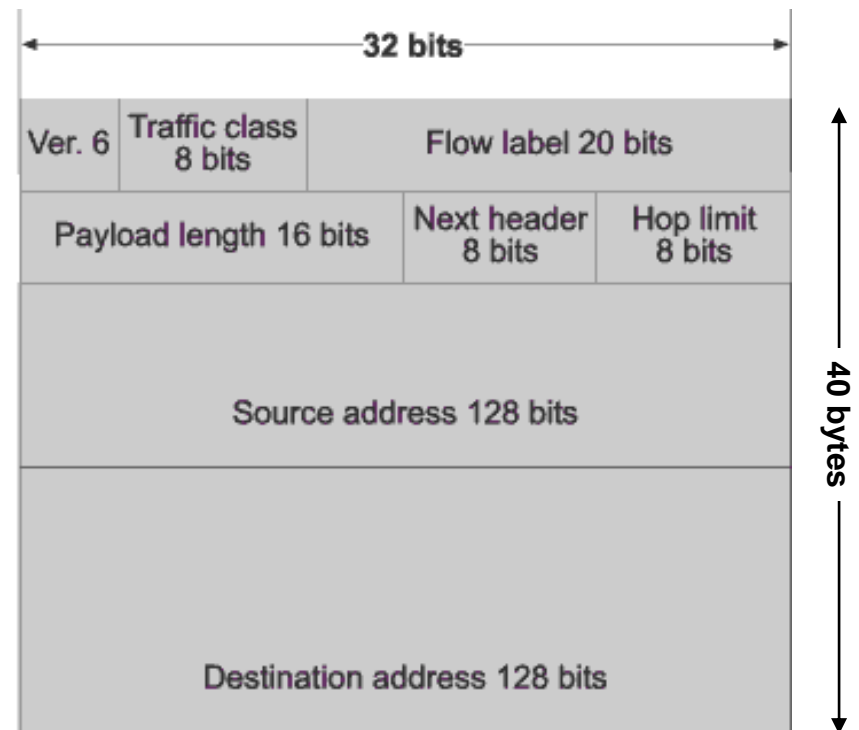 32 bits
Ver. 6
Traffic class
8 bits
Flow label 20 bits
Payload length 16 bits
Next header
8 bits
Hop limit
8 bits
Source address 128 bits
40 bytes
Destination address 128 bits